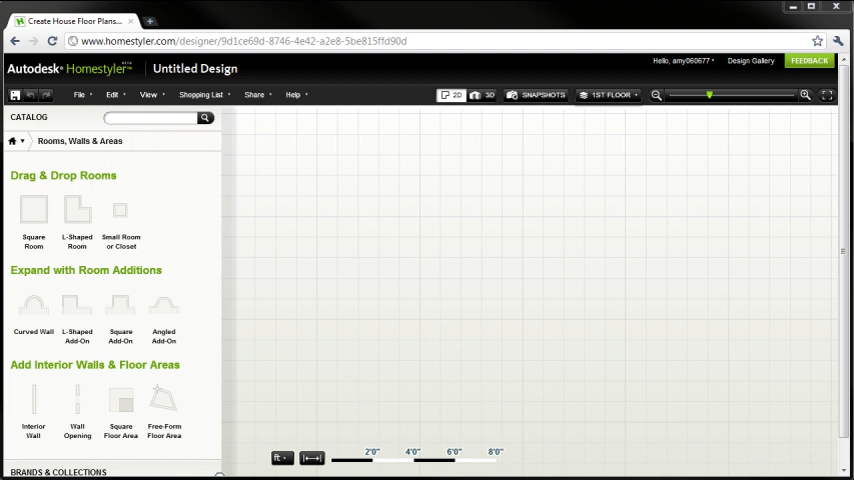 Create House Floor Plans...
www.homestyler.com/designer/9d1ce69d-8746-4e42-a2e8-5be815ffd90d
Autodesk® Homestyler™ BETA Untitled Design
Hello, amy060677 Design Gallery FEEDBACK
File Edit View Shopping List Share Help 2D 3D SNAPSHOTS 1ST FLOOR
CATALOG
Rooms, Walls & Areas
Drag & Drop Rooms
Square Room
L-Shaped Room
Small Room or Closet
Expand with Room Additions
Curved Wall
L-Shaped Add-On
Square Add-On
Angled Add-On
Add Interior Walls & Floor Areas
Interior Wall
Wall Opening
Square Floor Area
Free-Form Floor Area
ft 2'0" 4'0" 6'0" 8'0"
BRANDS & COLLECTIONS